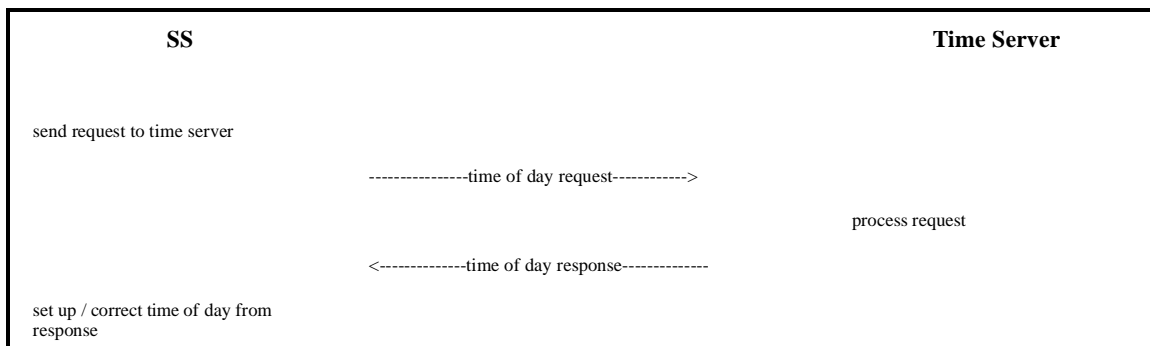 SS Time Server
send request to time server
----------------time of day request------------>
process request
<--------------time of day response--------------
set up / correct time of day from
response